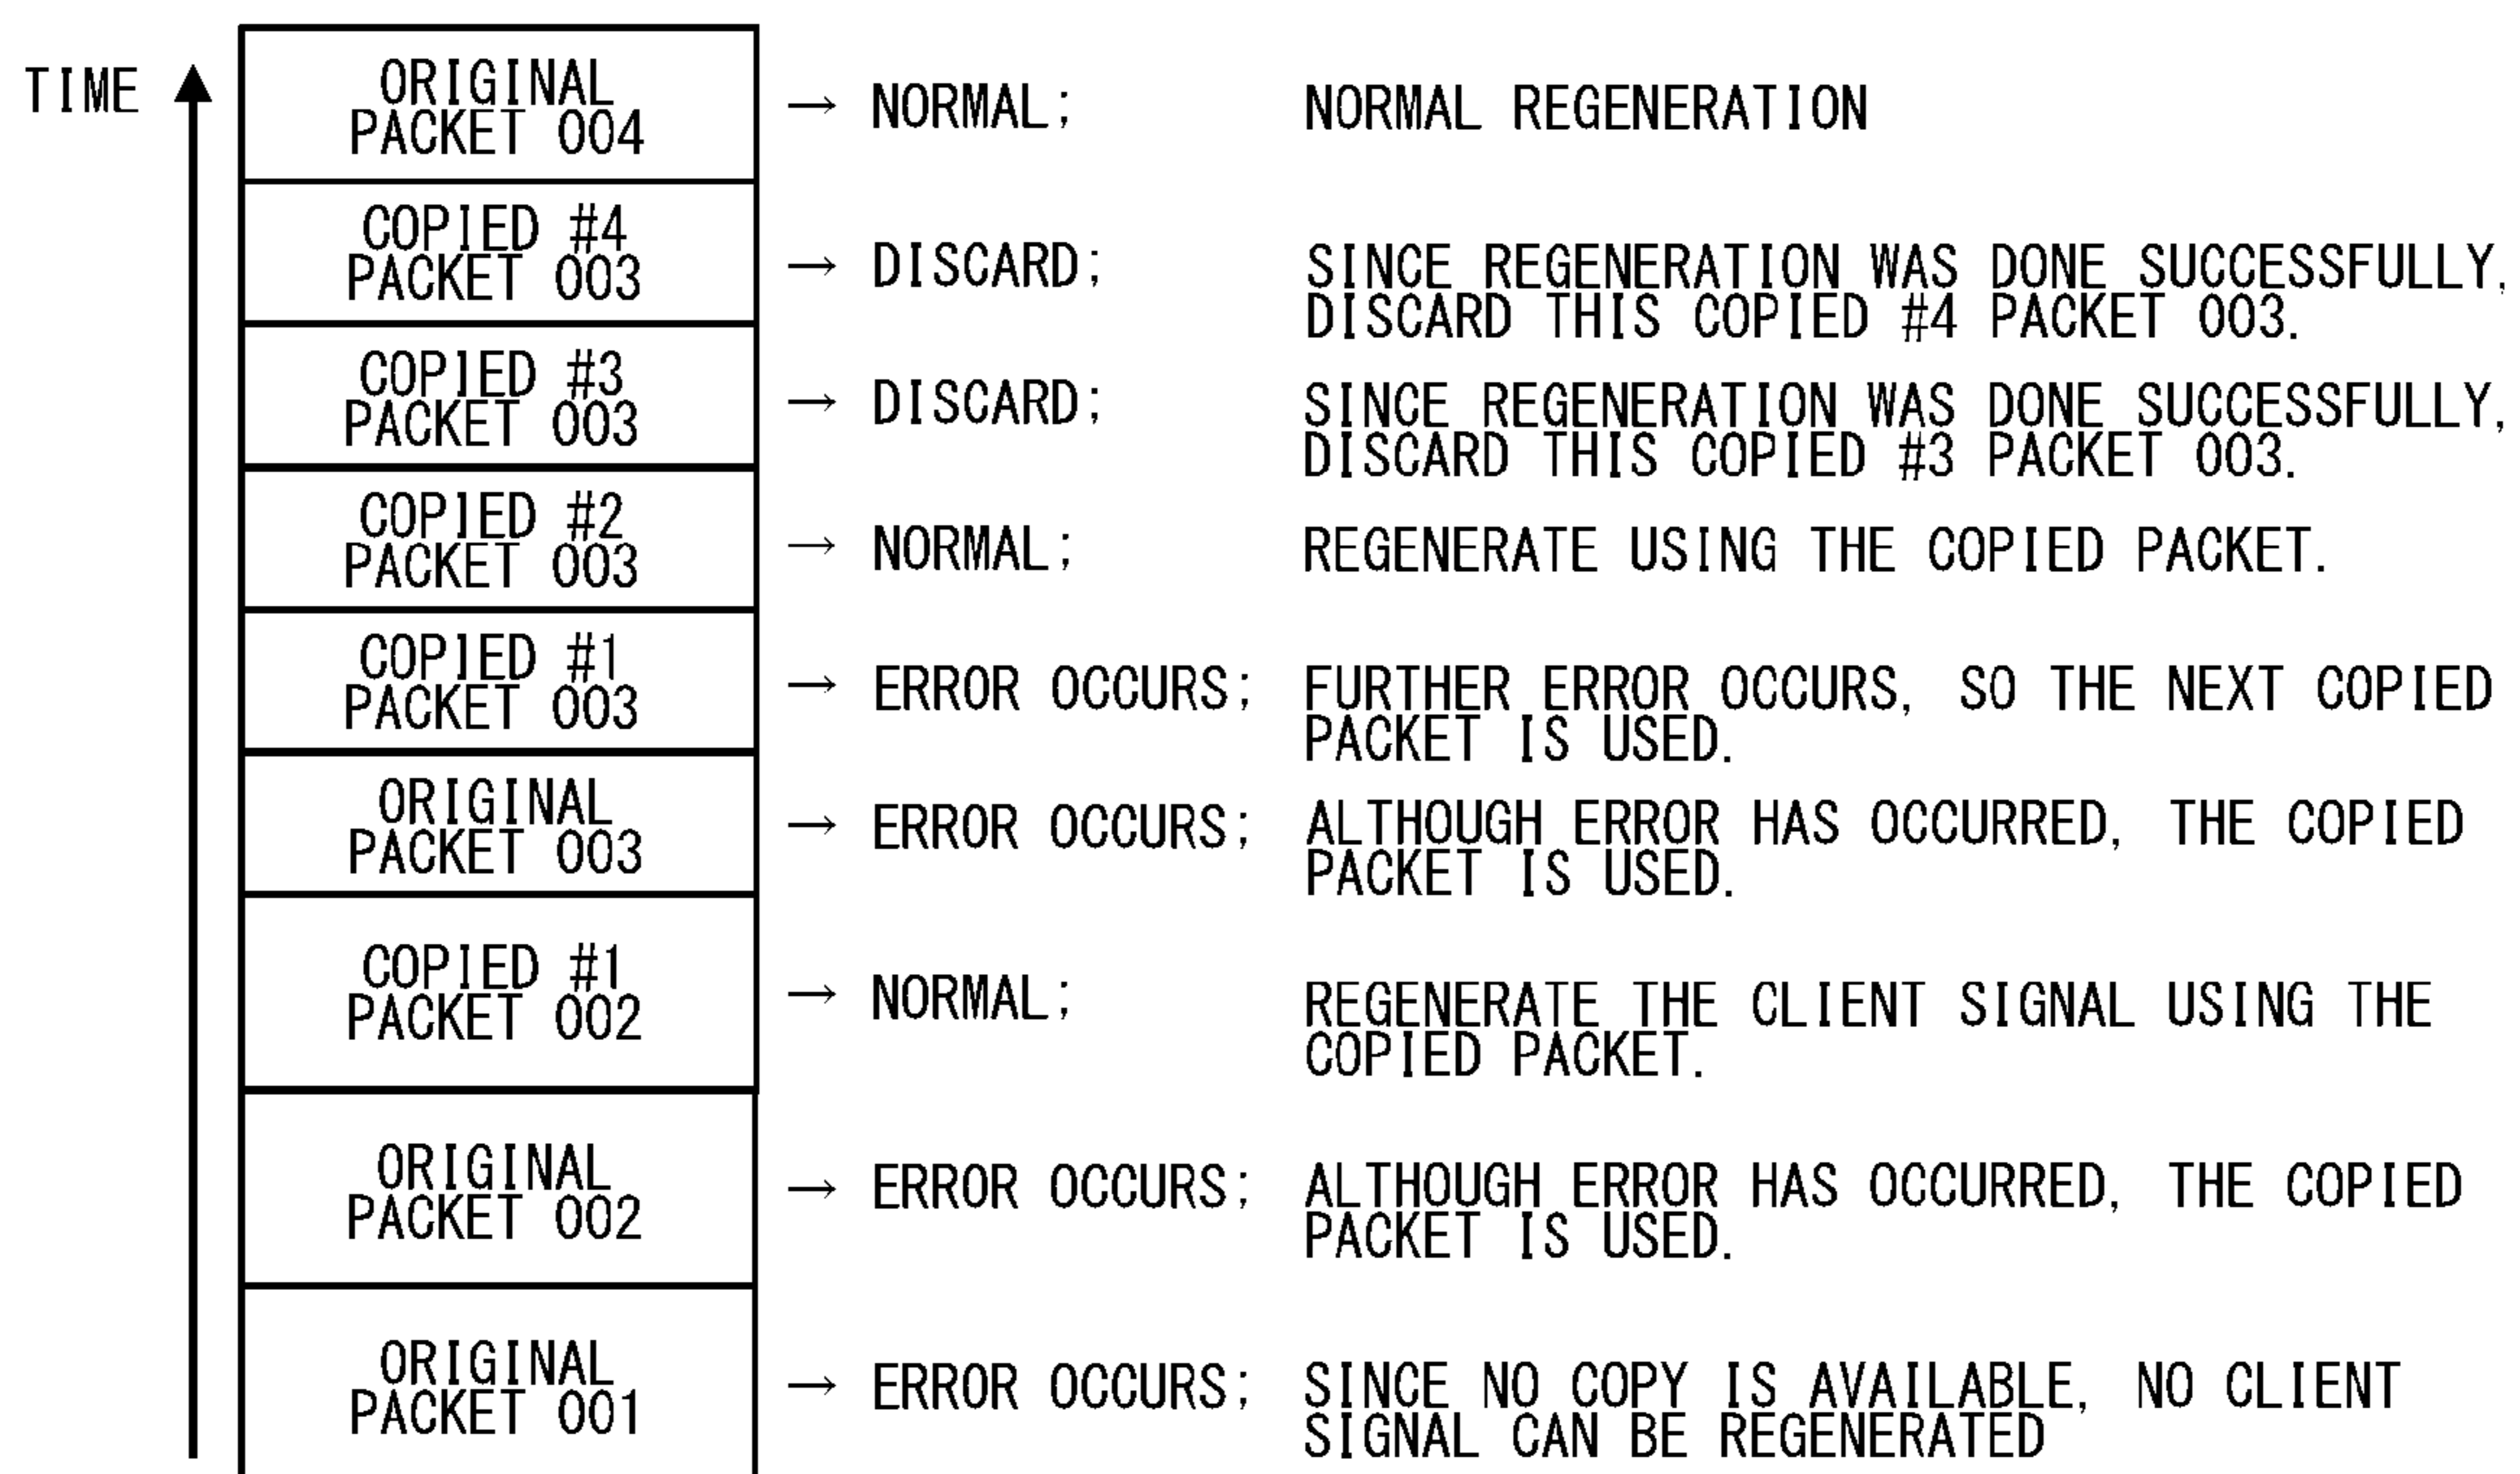 TIME
ORIGINAL
PACKET 004
→ NORMAL;
NORMAL REGENERATION
COPIED #4
PACKET 003
→ DISCARD;
SINCE REGENERATION WAS DONE SUCCESSFULLY,
DISCARD THIS COPIED #4 PACKET 003.
COPIED #3
PACKET 003
→ DISCARD;
SINCE REGENERATION WAS DONE SUCCESSFULLY,
DISCARD THIS COPIED #3 PACKET 003.
COPIED #2
PACKET 003
→ NORMAL;
REGENERATE USING THE COPIED PACKET.
COPIED #1
PACKET 003
→ ERROR OCCURS;
FURTHER ERROR OCCURS, SO THE NEXT COPIED
PACKET IS USED.
ORIGINAL
PACKET 003
→ ERROR OCCURS;
ALTHOUGH ERROR HAS OCCURRED, THE COPIED
PACKET IS USED.
COPIED #1
PACKET 002
→ NORMAL;
REGENERATE THE CLIENT SIGNAL USING THE
COPIED PACKET.
ORIGINAL
PACKET 002
→ ERROR OCCURS;
ALTHOUGH ERROR HAS OCCURRED, THE COPIED
PACKET IS USED.
ORIGINAL
PACKET 001
→ ERROR OCCURS;
SINCE NO COPY IS AVAILABLE, NO CLIENT
SIGNAL CAN BE REGENERATED